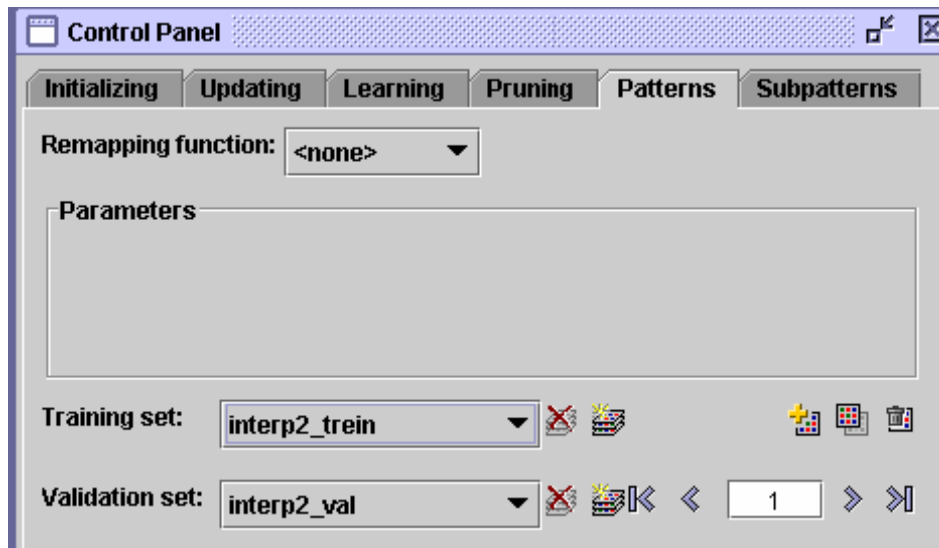 Control Panel
Initializing Updating Learning Pruning Patterns Subpatterns
Remapping function: <none>
Parameters
Training set: interp2_trein
Validation set: interp2_val 1